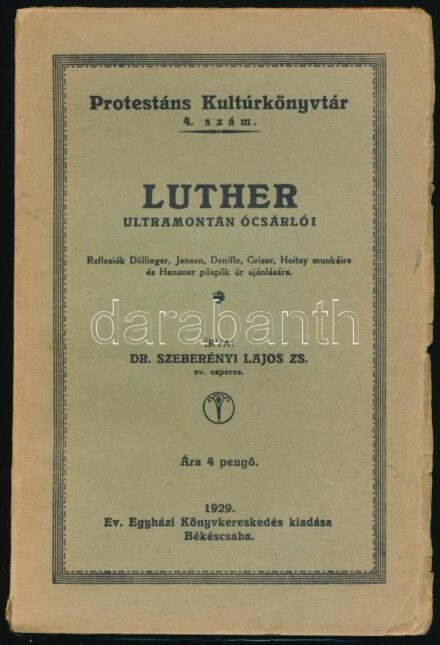 Protestáns Kultúrkönyvtár
4. szám.
LUTHER
ULTRAMONTÁN ÓCSÁRLÓI
Reflexiók Döllinger, Jansen, Denifle, Grisar, Hoitsy munkáira
és Hanauer püspök úr ajánlására.
darabanth
ÍRTA:
DR. SZEBERÉNYI LAJOS ZS.
ev. esperes.
Ára 4 pengő.
1929.
Ev. Egyházi Könyvkereskedés kiadása
Békéscsaba.